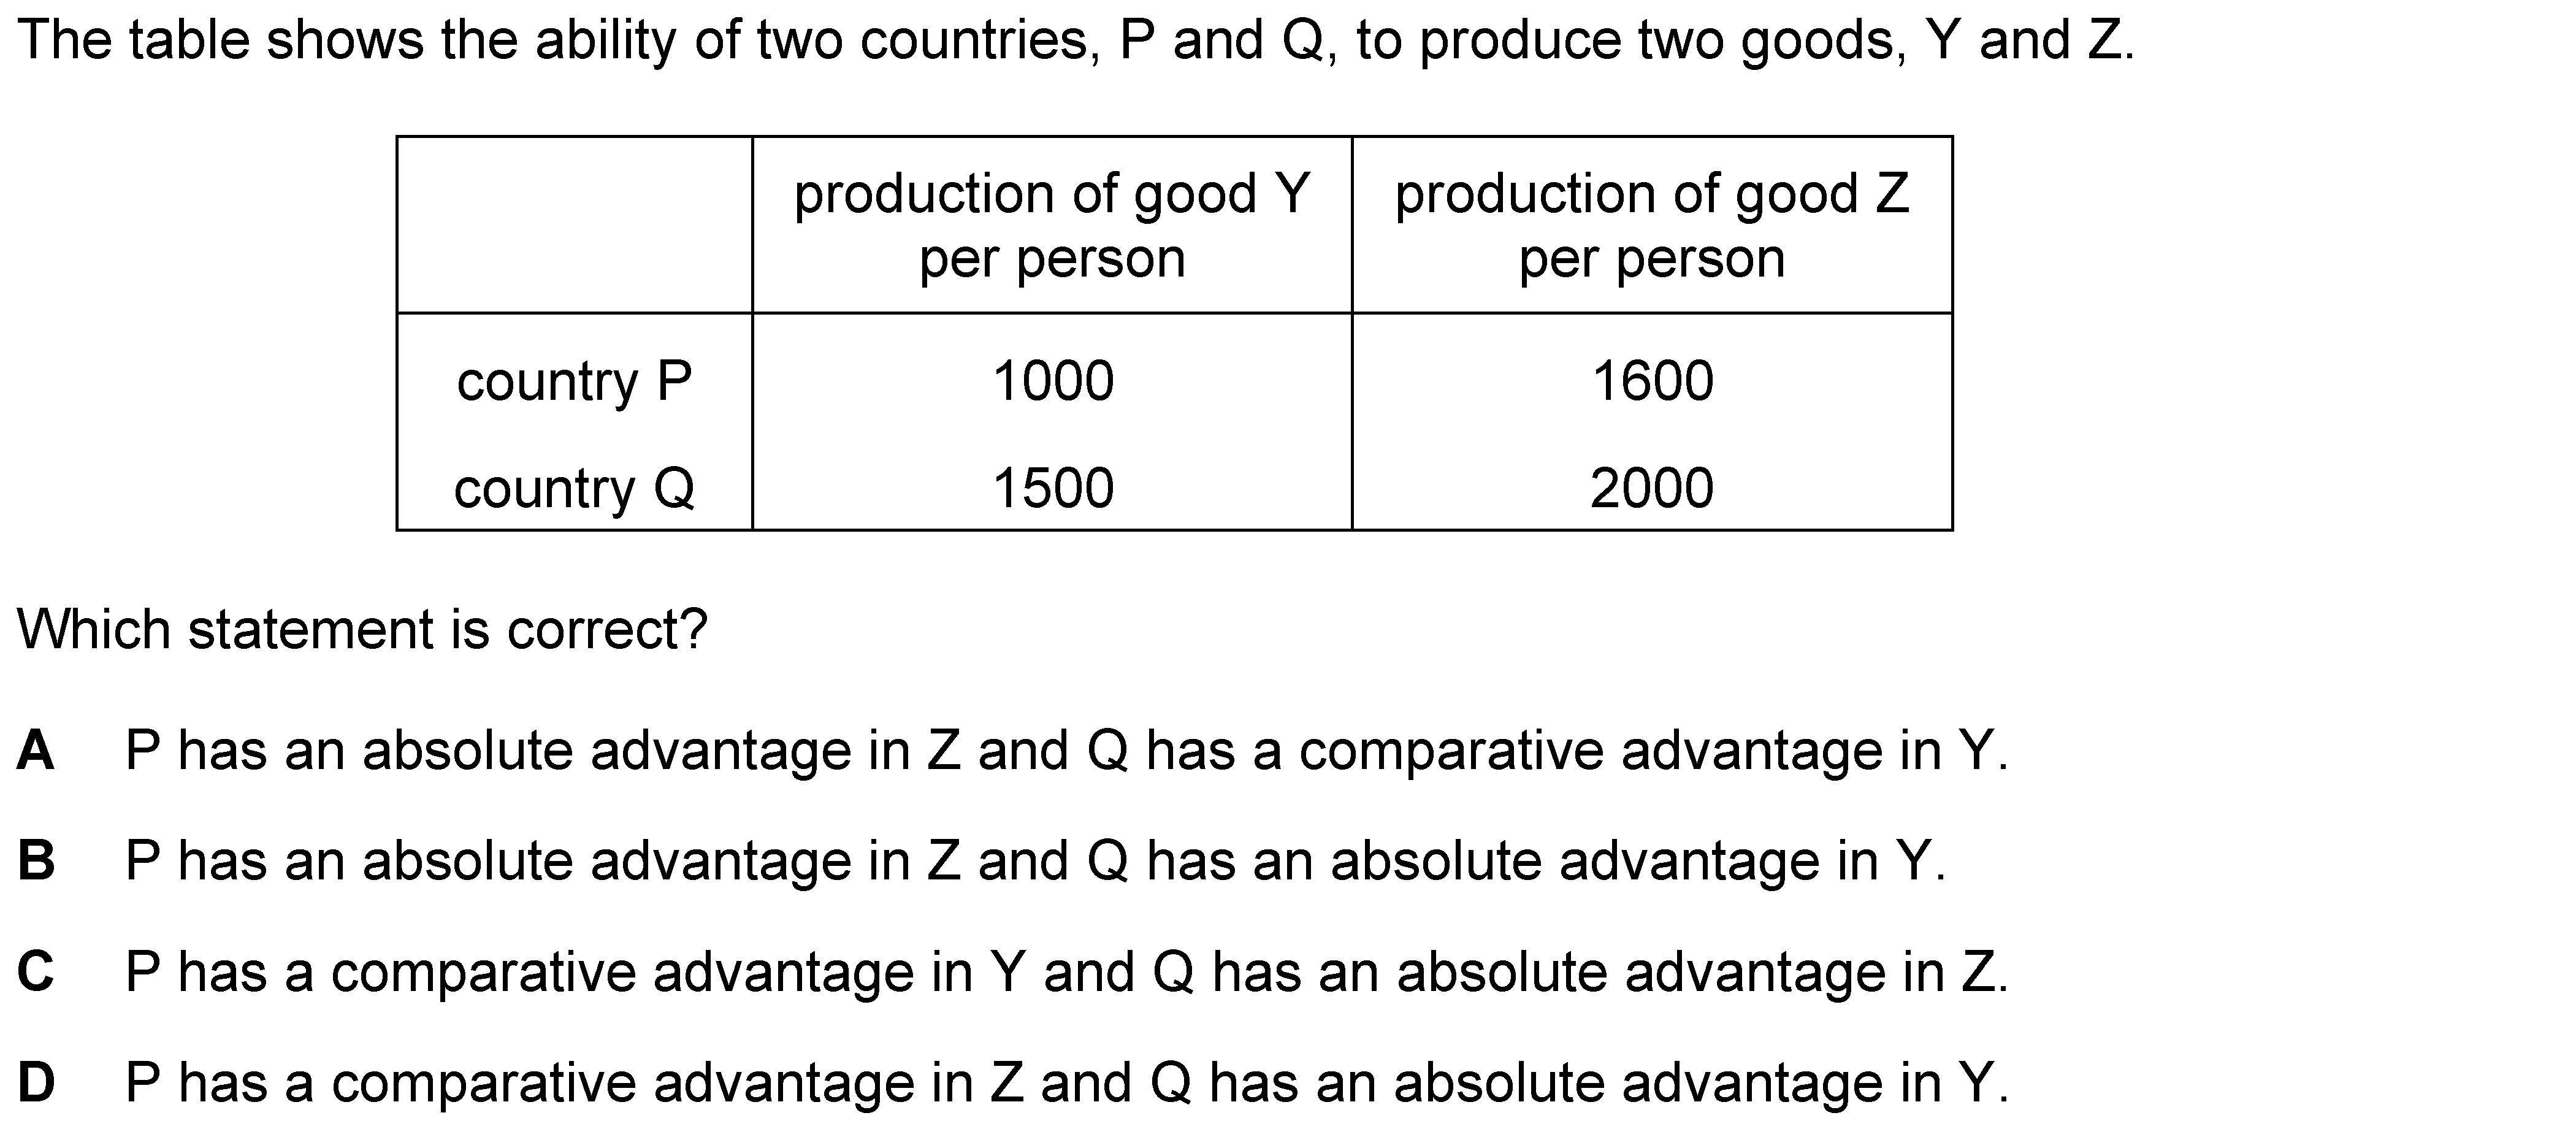 The table shows the ability of two countries, P and Q, to produce two goods, Y and Z.
production of good Y per person
production of good Z per person
country P 1000 1600
country Q 1500 2000
Which statement is correct?
A P has an absolute advantage in Z and Q has a comparative advantage in Y.
B P has an absolute advantage in Z and Q has an absolute advantage in Y.
C P has a comparative advantage in Y and Q has an absolute advantage in Z.
D P has a comparative advantage in Z and Q has an absolute advantage in Y.